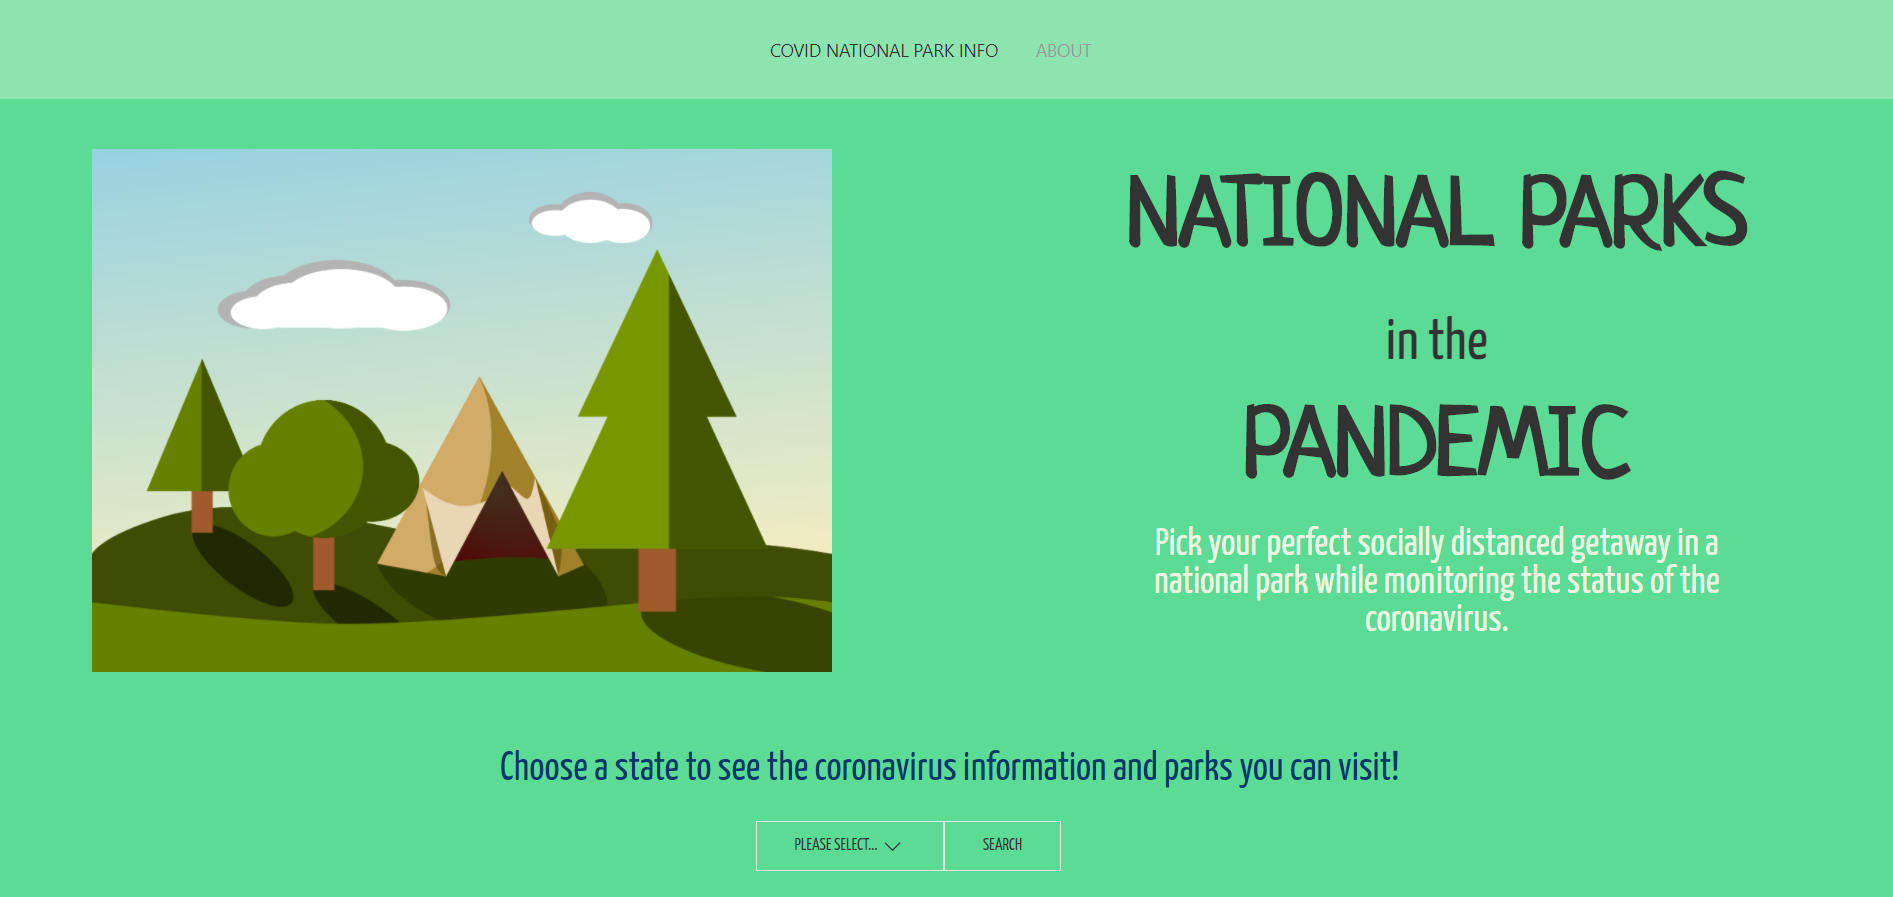 COVID NATIONAL PARK INFO ABOUT
NATIONAL PARKS
in the
PANDEMIC
Pick your perfect socially distanced getaway in a
national park while monitoring the status of the
coronavirus.
Choose a state to see the coronavirus information and parks you can visit!
PLEASE SELECT... SEARCH